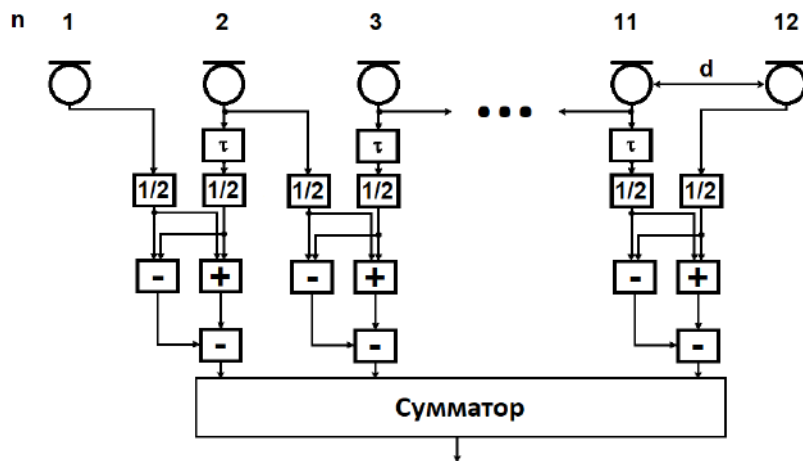 n 1 2 3 11 12
d
• • •
τ τ τ
1/2 1/2 1/2 1/2 1/2 1/2
- + - + - +
- - -
Сумматор